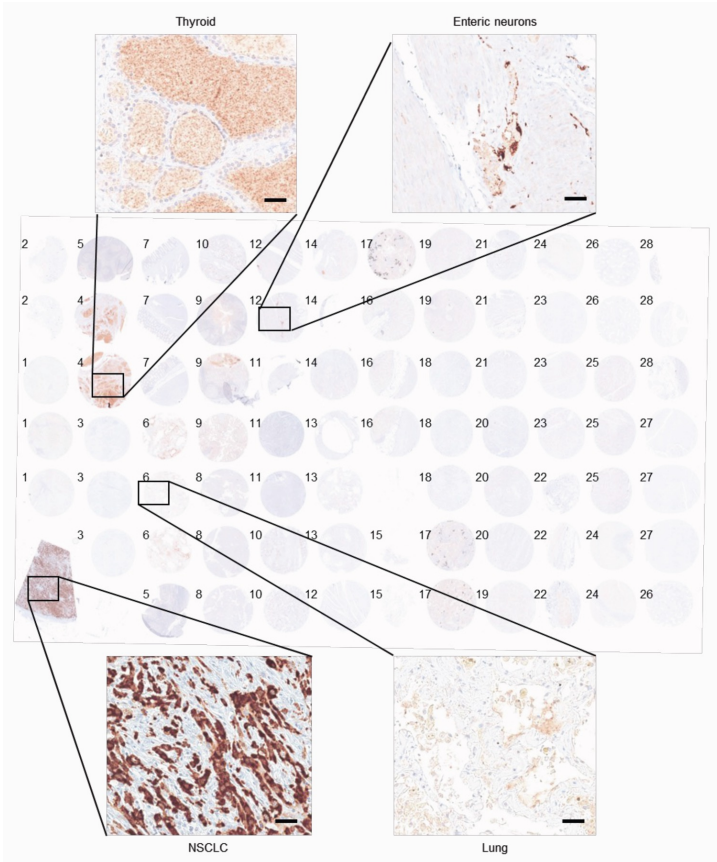 Thyroid Enteric neurons
2 5 7 10 12 14 17 19 21 24 26 28
2 4 7 9 12 14 16 19 21 23 26 28
1 4 7 9 11 14 16 18 21 23 25 28
1 3 6 9 11 13 16 18 20 23 25 27
1 3 6 8 11 13 18 20 22 25 27
3 6 8 10 13 15 17 20 22 24 27
5 8 10 12 15 17 19 22 24 26
NSCLC Lung